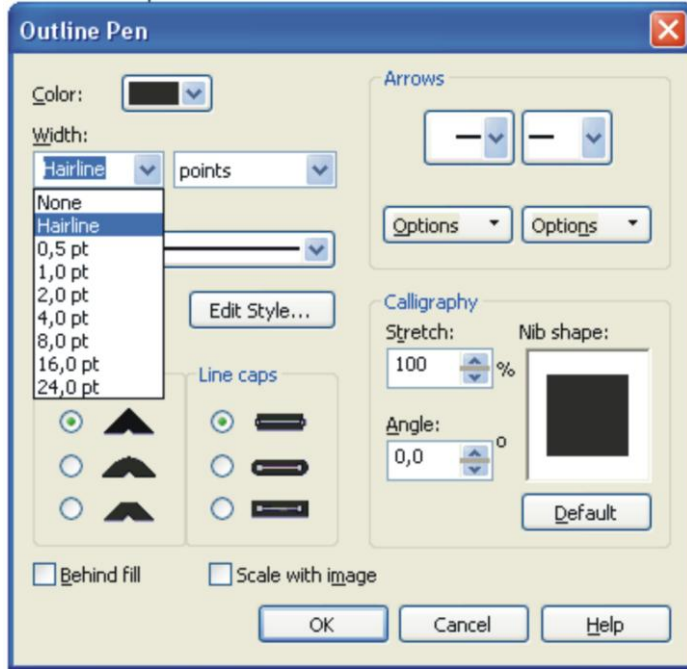 Outline Pen
Color:
Width:
Hairline
points
None
Hairline
0,5 pt
1,0 pt
2,0 pt
4,0 pt
8,0 pt
16,0 pt
24,0 pt
Edit Style...
Line caps
Behind fill
Scale with image
Arrows
Options
Options
Calligraphy
Stretch:
Nib shape:
100
%
Angle:
0,0
°
Default
OK
Cancel
Help